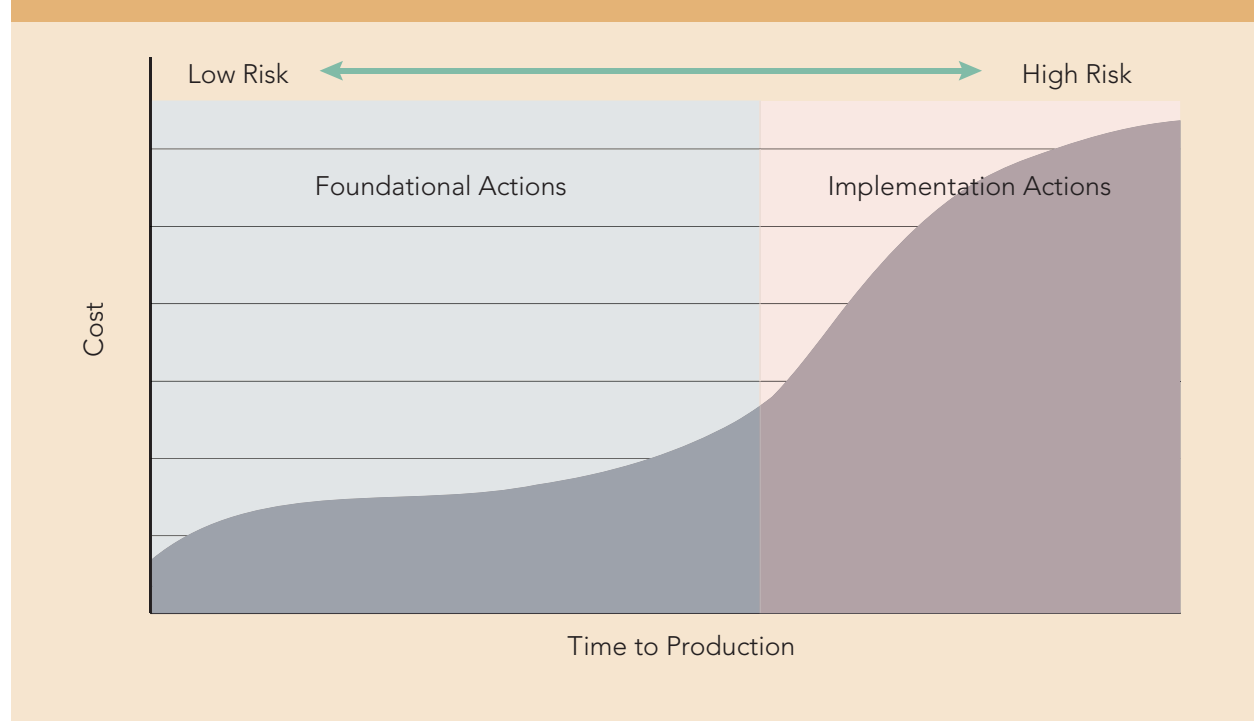 Low Risk
High Risk
Foundational Actions
Implementation Actions
Cost
Time to Production